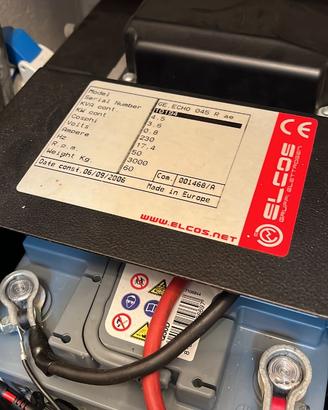 Model GE.ECHO 045 R ae
Serial Number 10194
KVA cont. 4.5
KW cont 3.6
Cosphi 0.8
Volts 230
Ampere 17.4
Hz 50
R.p.m. 3000
Weight Kg. 60
Date const. 06/09/2006 Com. 001468/A
Made in Europe
WWW.ELCOS.NET
CE
ELCOS
GRUPPI ELETTROGENI